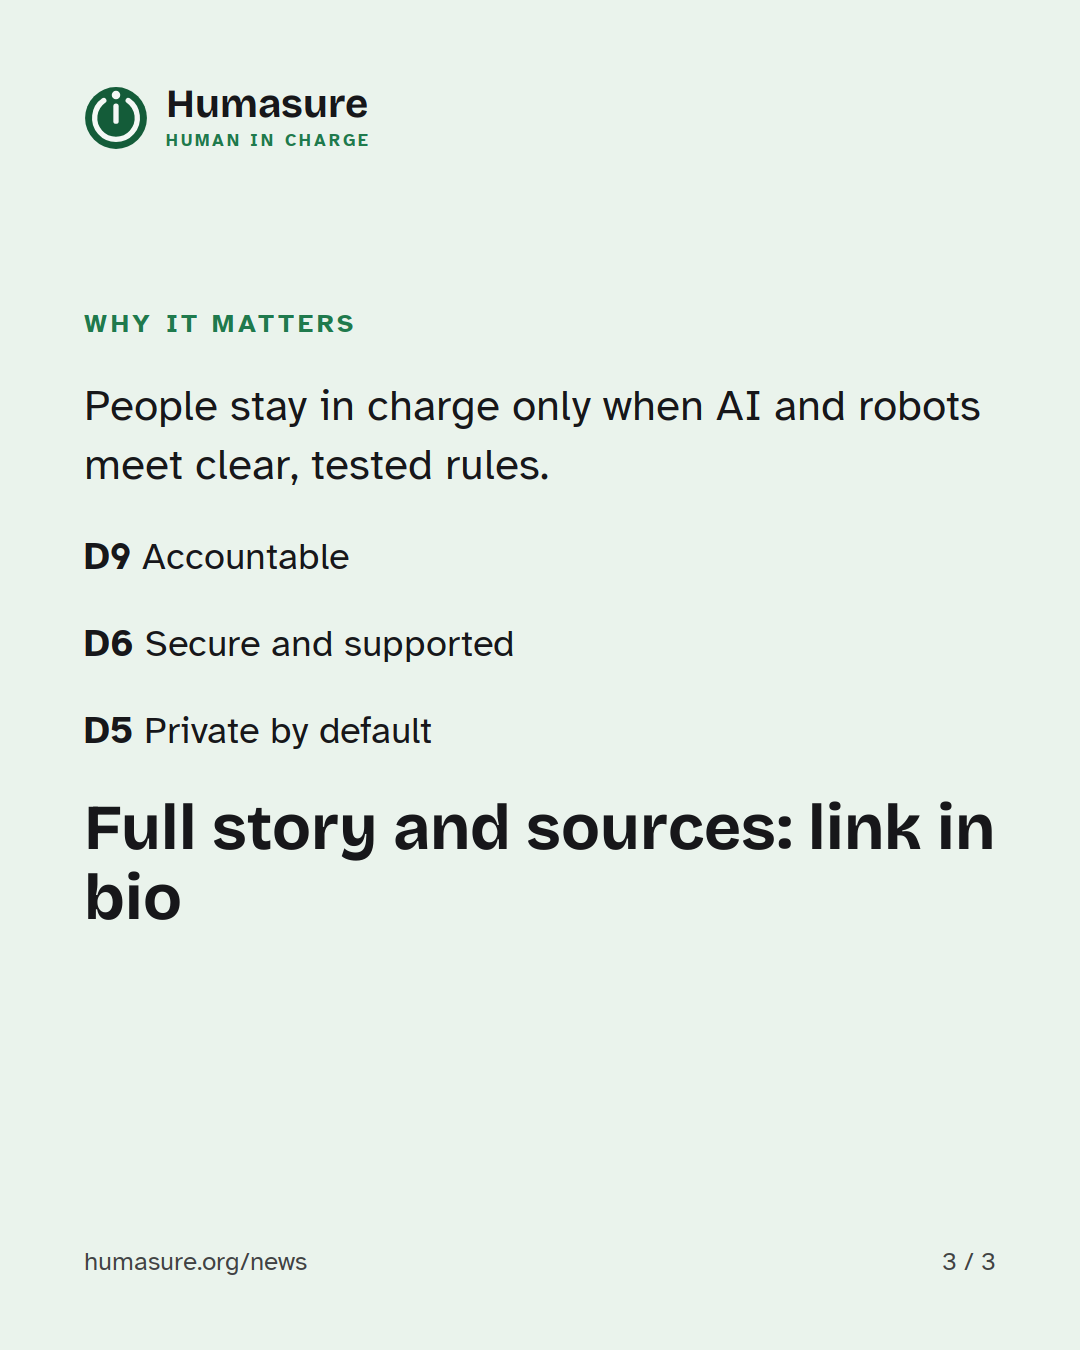 Humasure
HUMAN IN CHARGE
WHY IT MATTERS
People stay in charge only when AI and robots
meet clear, tested rules.
D9 Accountable
D6 Secure and supported
D5 Private by default
Full story and sources: link in
bio
humasure.org/news
3 / 3